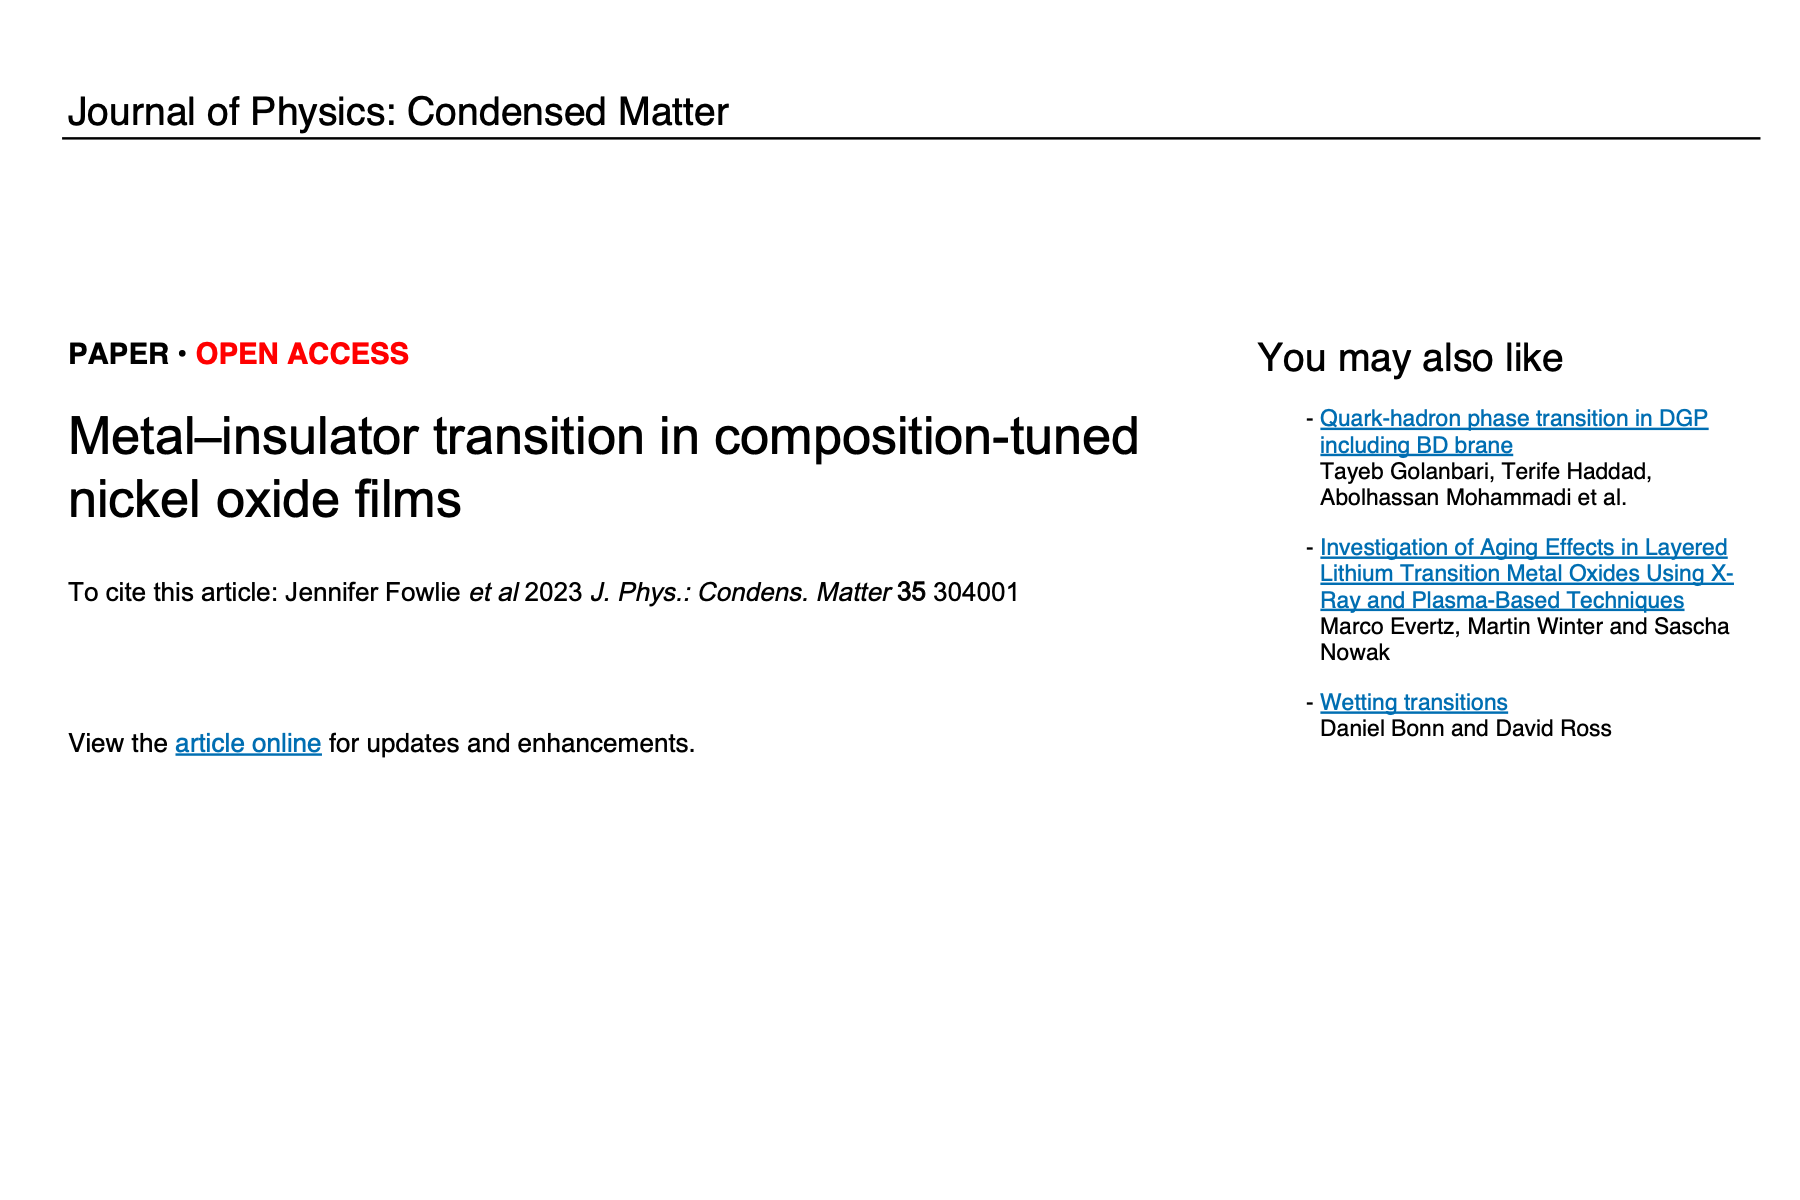 Journal of Physics: Condensed Matter
PAPER • OPEN ACCESS
Metal–insulator transition in composition-tuned
nickel oxide films
To cite this article: Jennifer Fowlie et al 2023 J. Phys.: Condens. Matter 35 304001
View the article online for updates and enhancements.
You may also like
- Quark-hadron phase transition in DGP
including BD brane
Tayeb Golanbari, Terife Haddad,
Abolhassan Mohammadi et al.
- Investigation of Aging Effects in Layered
Lithium Transition Metal Oxides Using X-
Ray and Plasma-Based Techniques
Marco Evertz, Martin Winter and Sascha
Nowak
- Wetting transitions
Daniel Bonn and David Ross